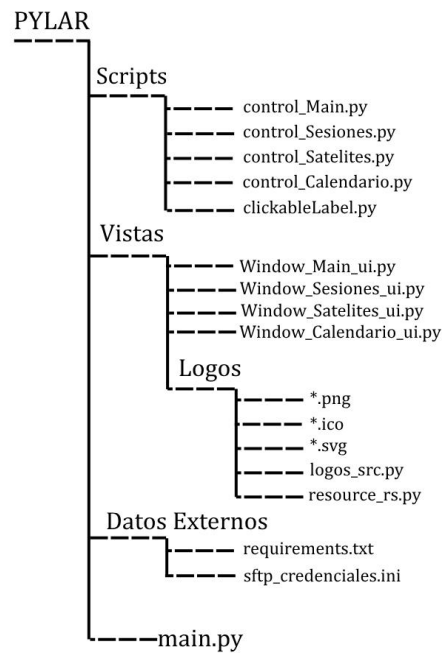 PYLAR
Scripts
control_Main.py
control_Sesiones.py
control_Satelites.py
control_Calendario.py
clickableLabel.py
Vistas
Window_Main_ui.py
Window_Sesiones_ui.py
Window_Satelites_ui.py
Window_Calendario_ui.py
Logos
*.png
*.ico
*.svg
logos_src.py
resource_rs.py
Datos Externos
requirements.txt
sftp_credenciales.ini
main.py